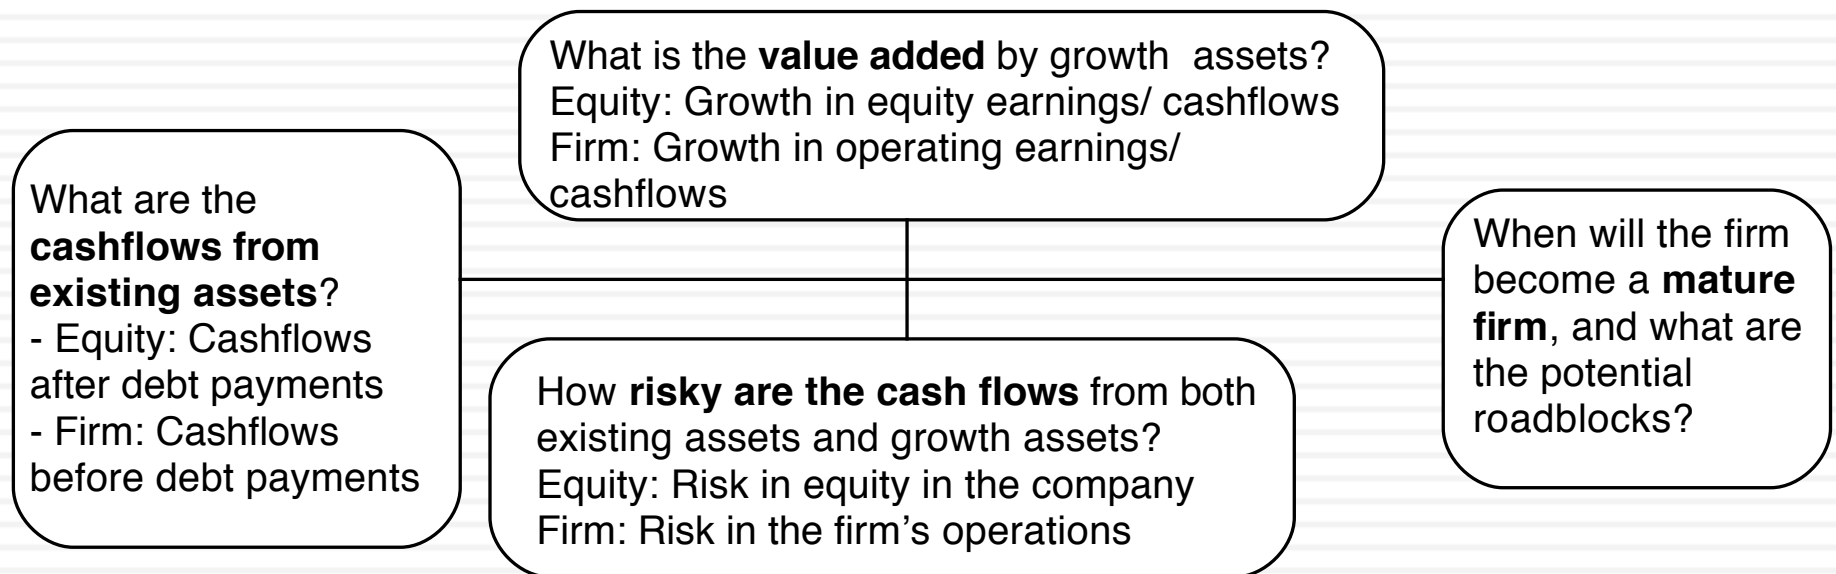 What is the value added by growth  assets?
Equity: Growth in equity earnings/ cashflows
Firm: Growth in operating earnings/
cashflows
What are the
cashflows from
existing assets?
- Equity: Cashflows
after debt payments
- Firm: Cashflows
before debt payments
How risky are the cash flows from both
existing assets and growth assets?
Equity: Risk in equity in the company
Firm: Risk in the firm’s operations
When will the firm
become a mature
firm, and what are
the potential
roadblocks?